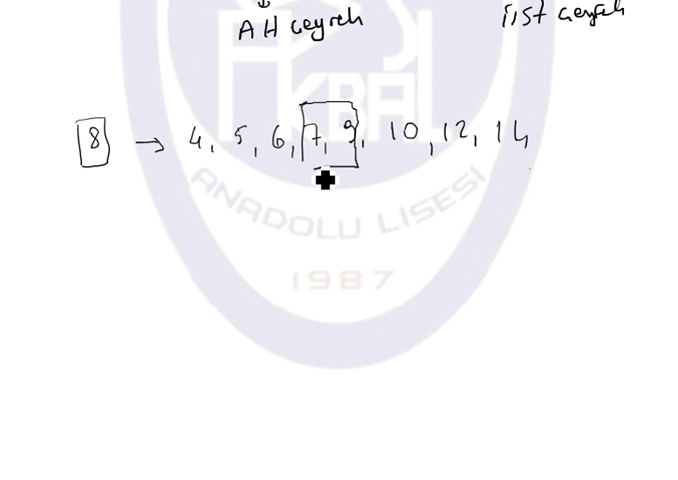 Alt çeyrek Üst çeyrek
8 → 4, 5, 6, 7, 9, 10, 12, 14
ANADOLU LİSESİ
1987